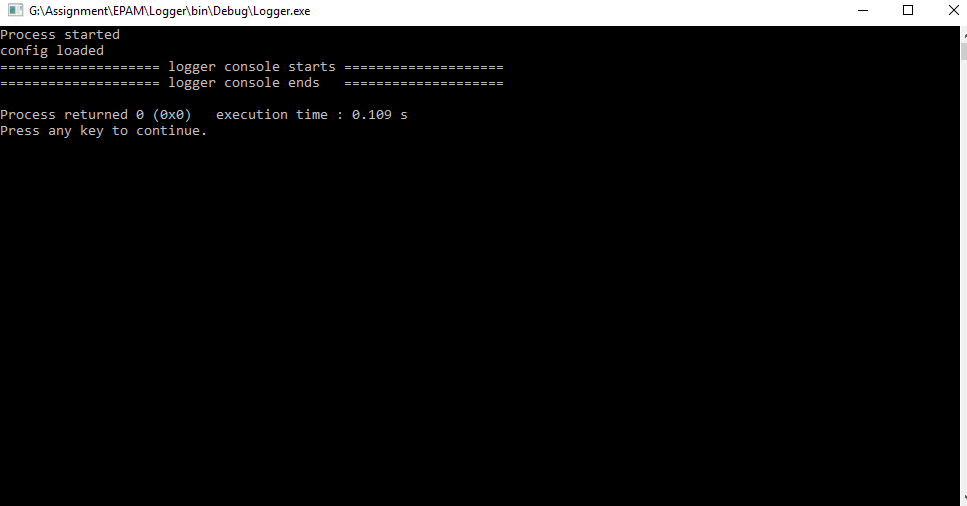 G:\Assignment\EPAM\Logger\bin\Debug\Logger.exe
Process started
config loaded
==================== logger console starts ====================
==================== logger console ends   ====================
Process returned 0 (0x0)   execution time : 0.109 s
Press any key to continue.